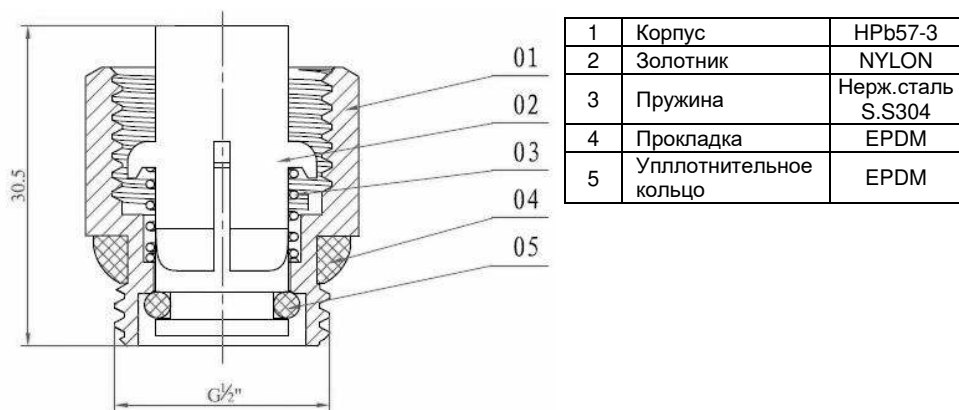 30.5
01
02
03
04
05
G½"
1 Корпус HPb57-3
2 Золотник NYLON
3 Пружина Нерж.сталь
S.S304
4 Прокладка EPDM
5 Упллотнительное
кольцо EPDM